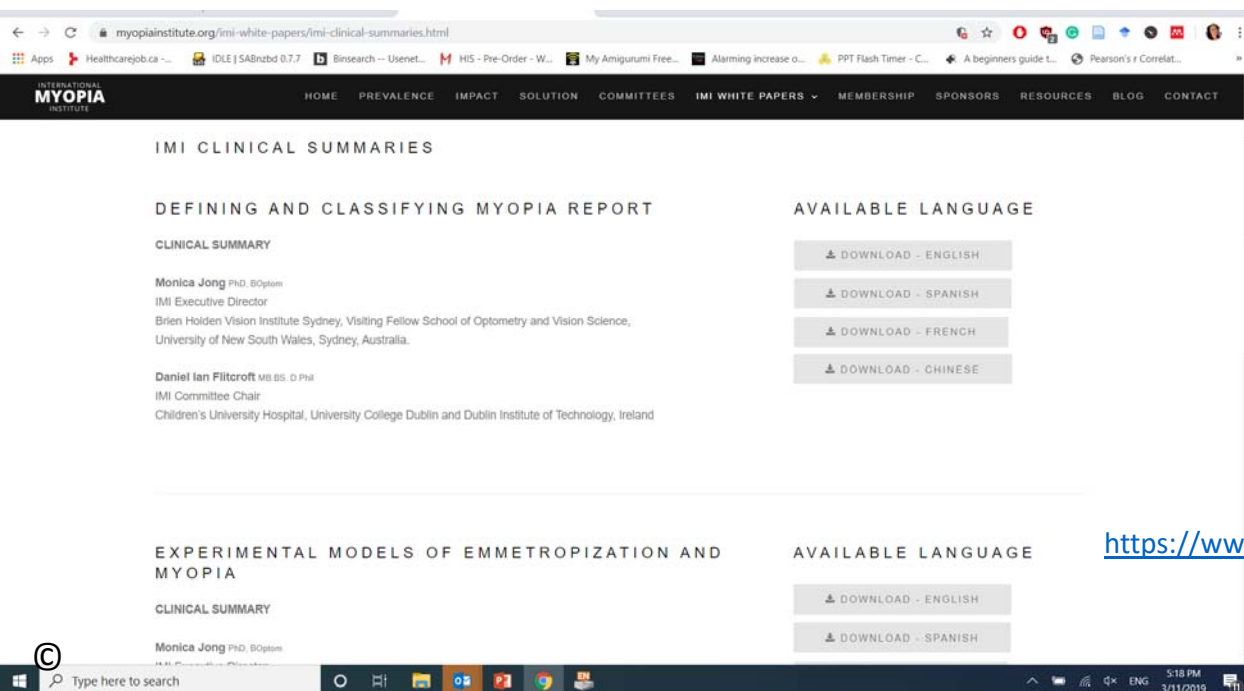 myopiainstitute.org/imi-white-papers/imi-clinical-summaries.html
Apps Healthcarejob.ca -... IDLE | SABnzbd 0.7.7 Binsearch -- Usenet... HIS - Pre-Order - W... My Amigurumi Free... Alarming increase o... PPT Flash Timer - C... A beginners guide t... Pearson's r Correlat... »
INTERNATIONAL
MYOPIA
INSTITUTE
HOME PREVALENCE IMPACT SOLUTION COMMITTEES IMI WHITE PAPERS MEMBERSHIP SPONSORS RESOURCES BLOG CONTACT
IMI CLINICAL SUMMARIES
DEFINING AND CLASSIFYING MYOPIA REPORT
CLINICAL SUMMARY
Monica Jong PhD, BOptom
IMI Executive Director
Brien Holden Vision Institute Sydney, Visiting Fellow School of Optometry and Vision Science,
University of New South Wales, Sydney, Australia.
Daniel Ian Flitcroft MB.BS. D.Phil
IMI Committee Chair
Children's University Hospital, University College Dublin and Dublin Institute of Technology, Ireland
AVAILABLE LANGUAGE
DOWNLOAD - ENGLISH
DOWNLOAD - SPANISH
DOWNLOAD - FRENCH
DOWNLOAD - CHINESE
EXPERIMENTAL MODELS OF EMMETROPIZATION AND
MYOPIA
CLINICAL SUMMARY
Monica Jong PhD, BOptom
AVAILABLE LANGUAGE
DOWNLOAD - ENGLISH
DOWNLOAD - SPANISH
https://ww
©
Type here to search
ENG
5:18 PM
3/11/2019